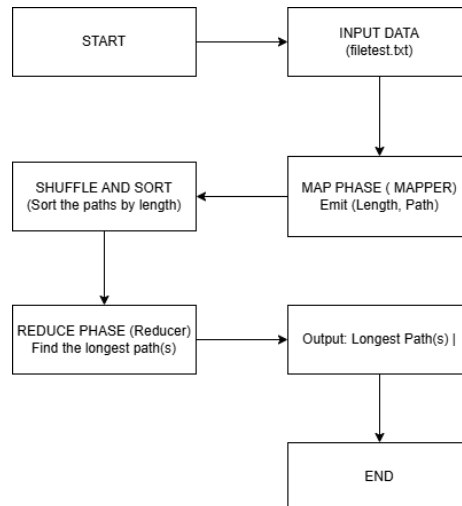 START
INPUT DATA
(filetest.txt)
MAP PHASE ( MAPPER)
Emit (Length, Path)
SHUFFLE AND SORT
(Sort the paths by length)
REDUCE PHASE (Reducer)
Find the longest path(s)
Output: Longest Path(s) |
END